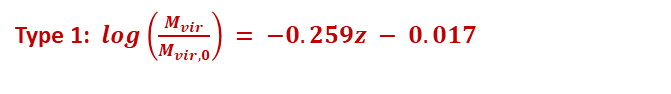 Type 1: log (M_vir / M_vir,0) = −0.259z − 0.017